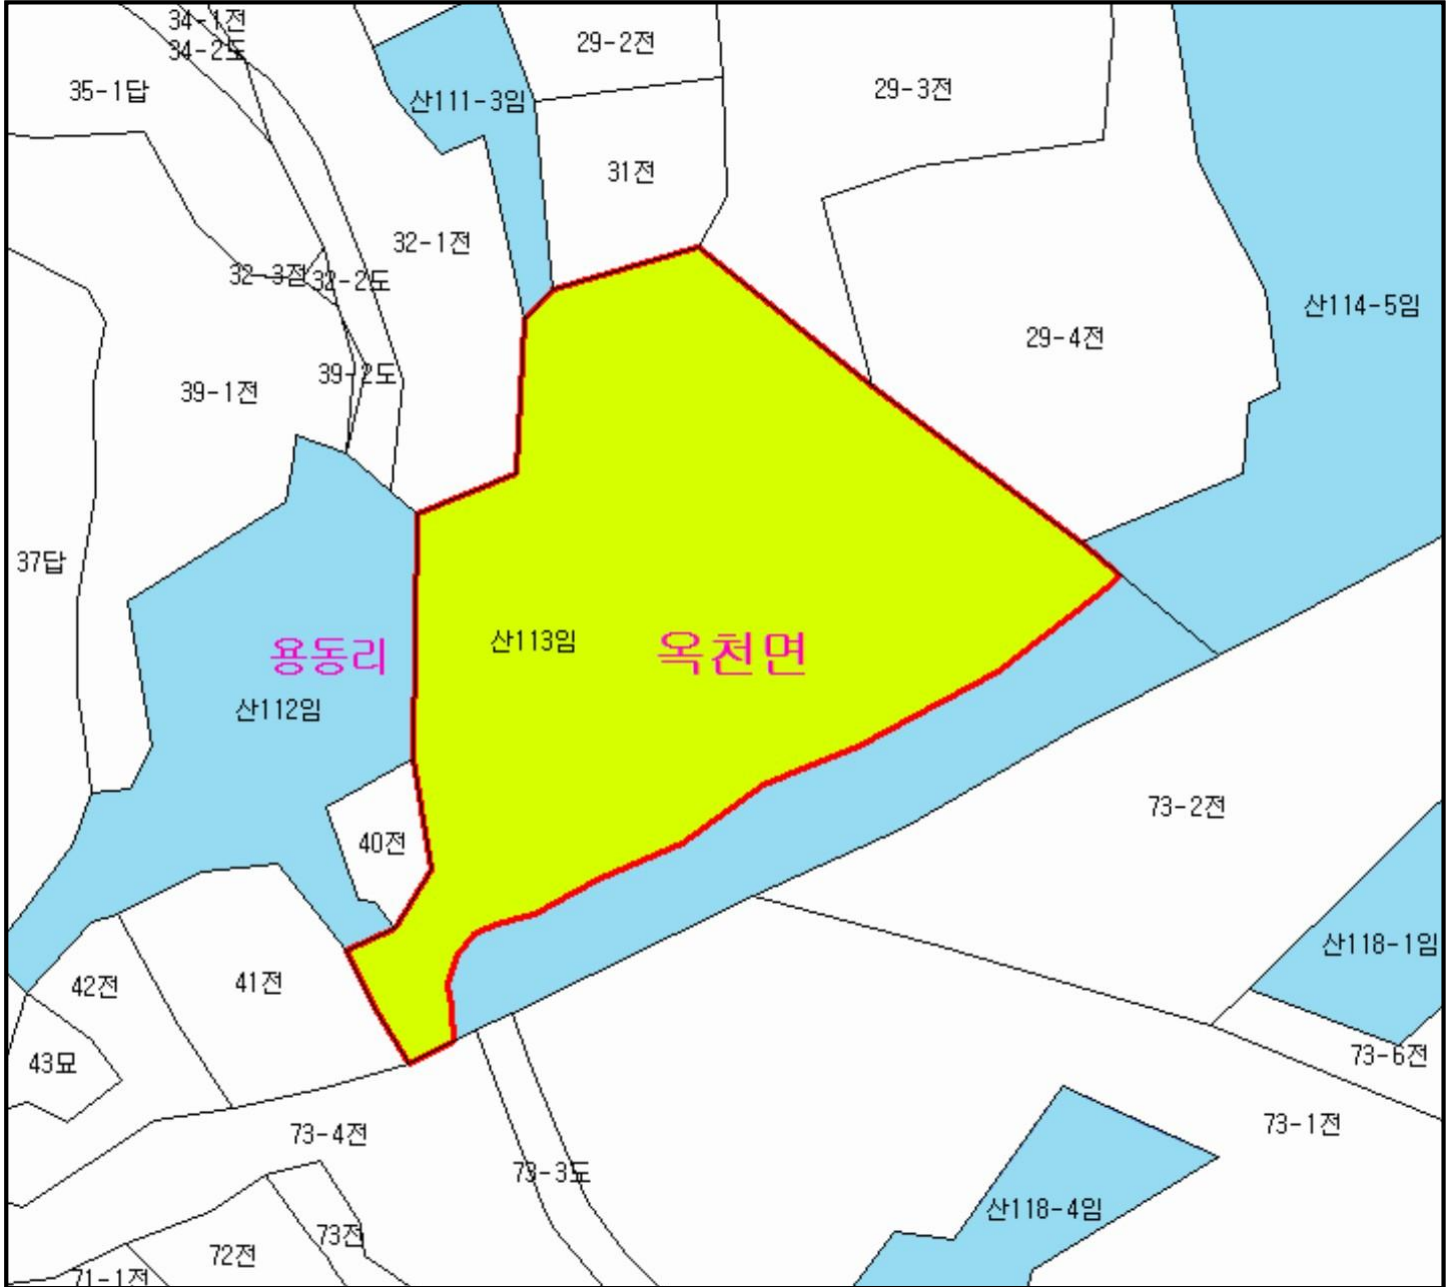 34-1전
34-2도
29-2전
35-1답
산111-3임
29-3전
31전
32-1전
32-3전
32-2도
산114-5임
29-4전
39-2도
39-1전
37답
용동리
산113임
옥천면
산112임
73-2전
40전
산118-1임
42전
41전
43묘
73-6전
73-4전
73-1전
73-3도
산118-4임
73전
72전
71-1전